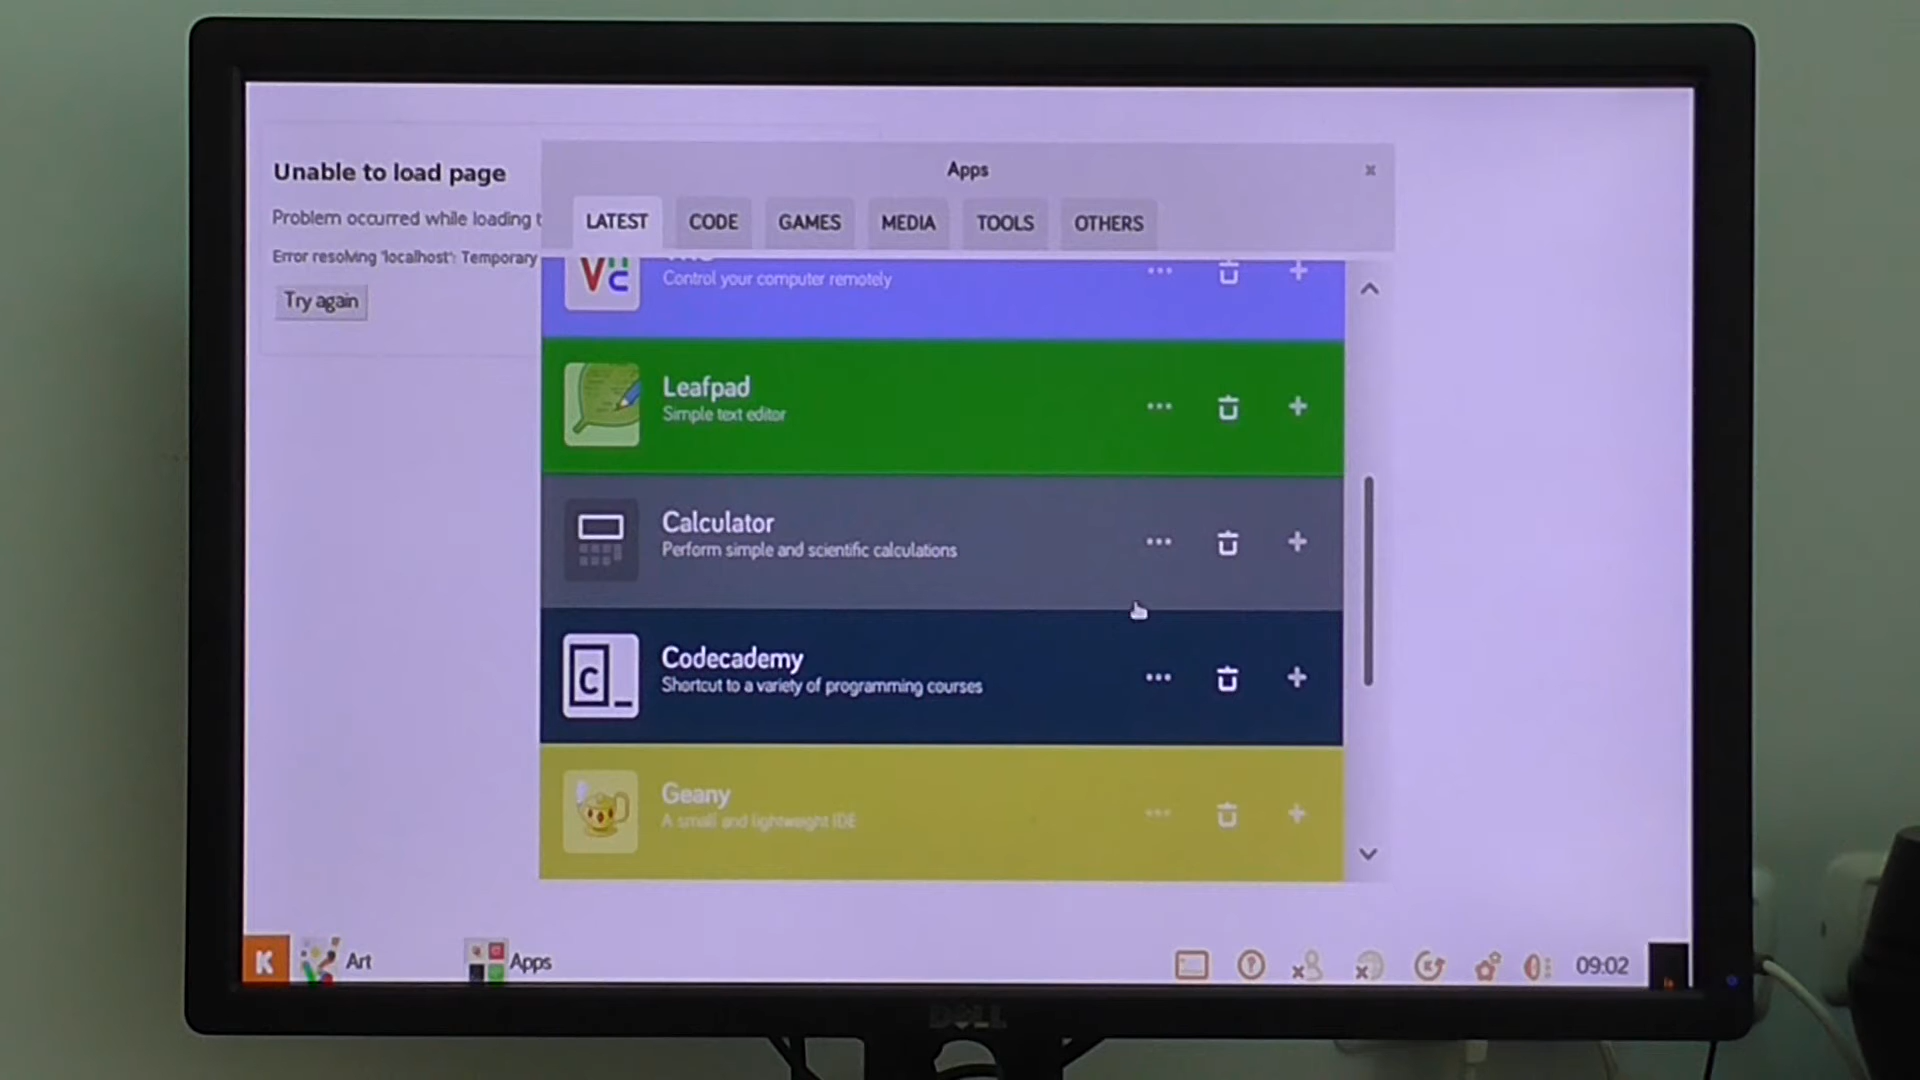 Unable to load page
Problem occurred while loading t
Error resolving 'localhost': Temporary
Try again
Apps
LATEST
CODE
GAMES
MEDIA
TOOLS
OTHERS
Control your computer remotely
Leafpad
Simple text editor
Calculator
Perform simple and scientific calculations
Codecademy
Shortcut to a variety of programming courses
Geany
A small and lightweight IDE
K
Art
Apps
09:02
DELL